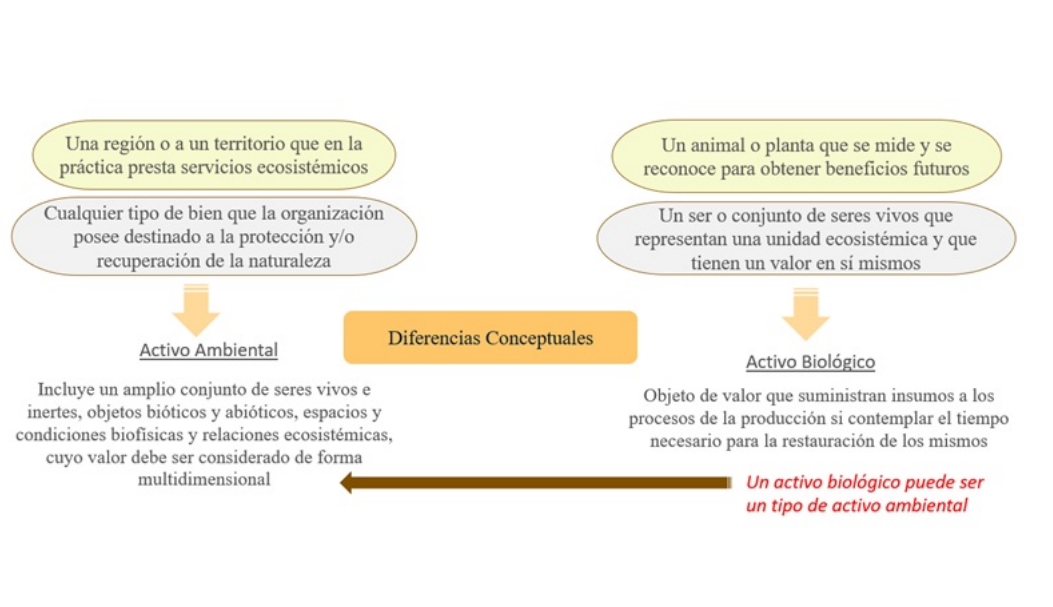 Una región o a un territorio que en la
práctica presta servicios ecosistémicos
Cualquier tipo de bien que la organización
posee destinado a la protección y/o
recuperación de la naturaleza
Activo Ambiental
Incluye un amplio conjunto de seres vivos e
inertes, objetos bióticos y abióticos, espacios y
condiciones biofísicas y relaciones ecosistémicas,
cuyo valor debe ser considerado de forma
multidimensional
Diferencias Conceptuales
Un animal o planta que se mide y se
reconoce para obtener beneficios futuros
Un ser o conjunto de seres vivos que
representan una unidad ecosistémica y que
tienen un valor en sí mismos
Activo Biológico
Objeto de valor que suministran insumos a los
procesos de la producción si contemplar el tiempo
necesario para la restauración de los mismos
Un activo biológico puede ser
un tipo de activo ambiental